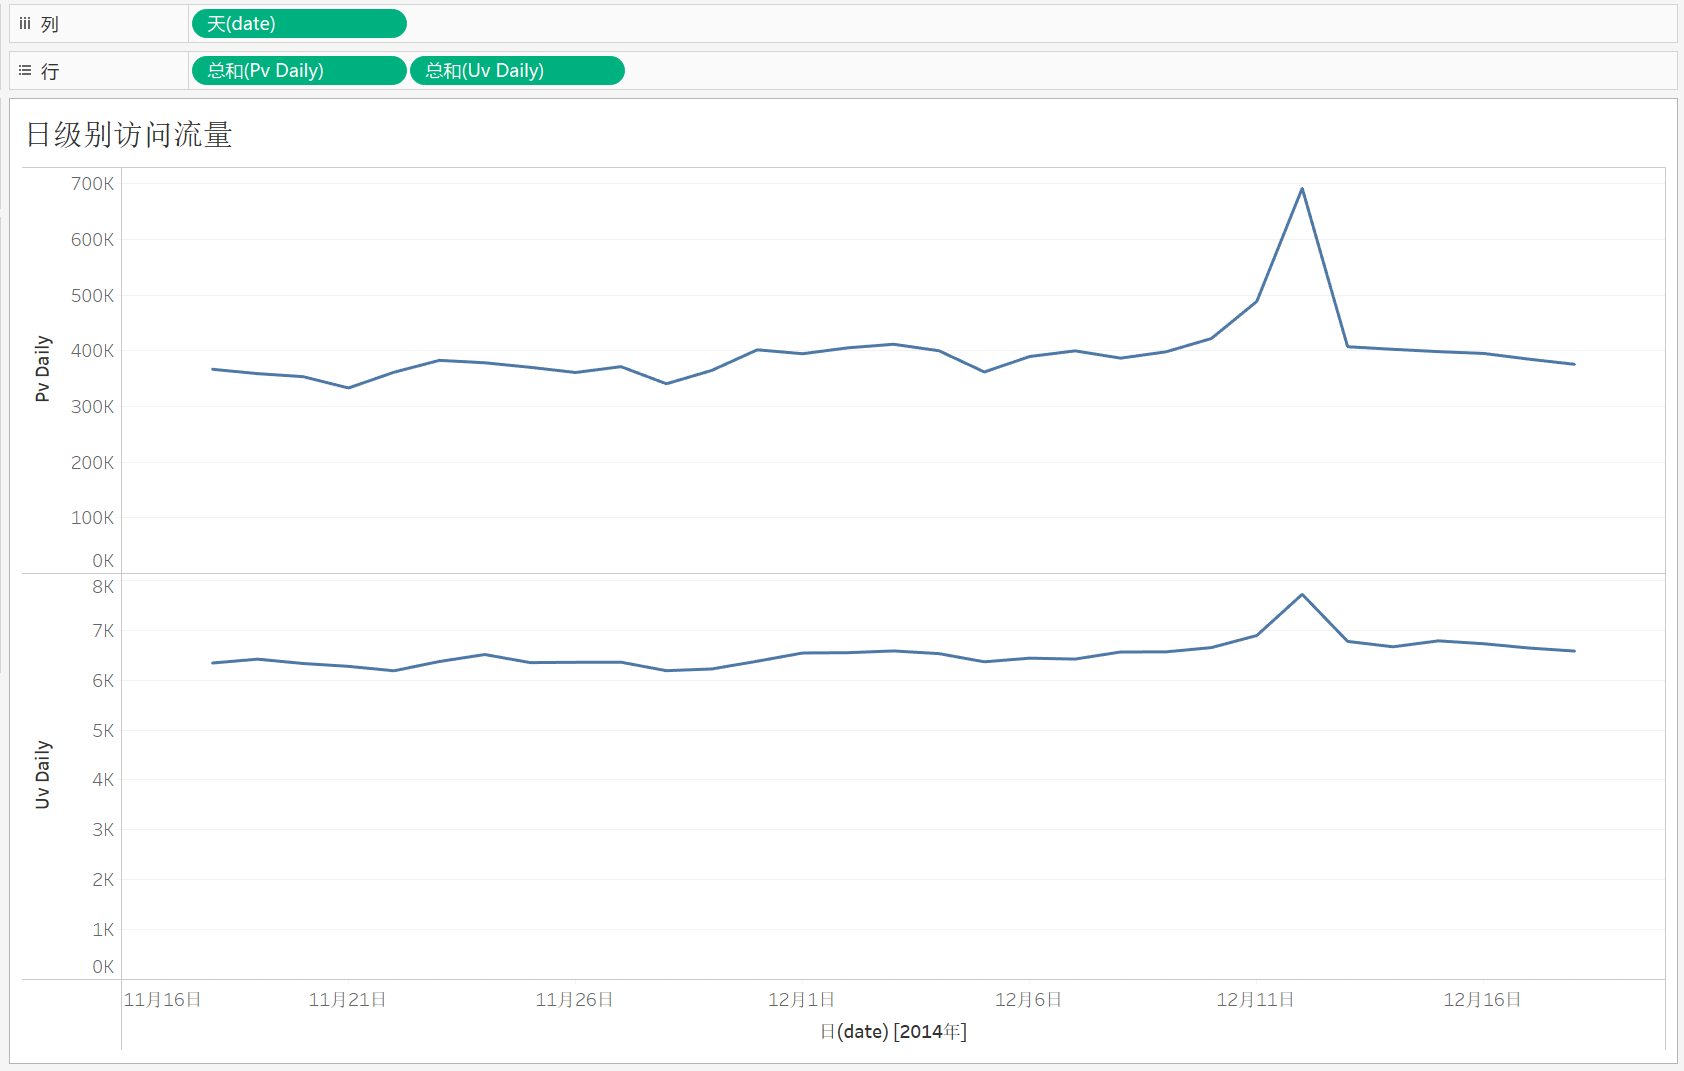 列 天(date)
行 总和(Pv Daily) 总和(Uv Daily)
日级别访问流量
700K
600K
500K
400K
300K
200K
100K
0K
Pv Daily
8K
7K
6K
5K
4K
3K
2K
1K
0K
Uv Daily
11月16日 11月21日 11月26日 12月1日 12月6日 12月11日 12月16日
日(date) [2014年]